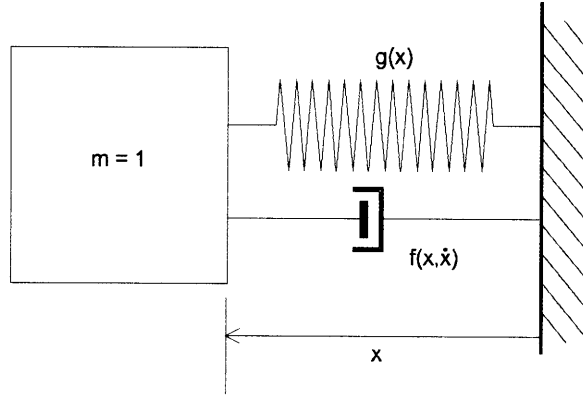 g(x)
m = 1
f(x,ẋ)
x